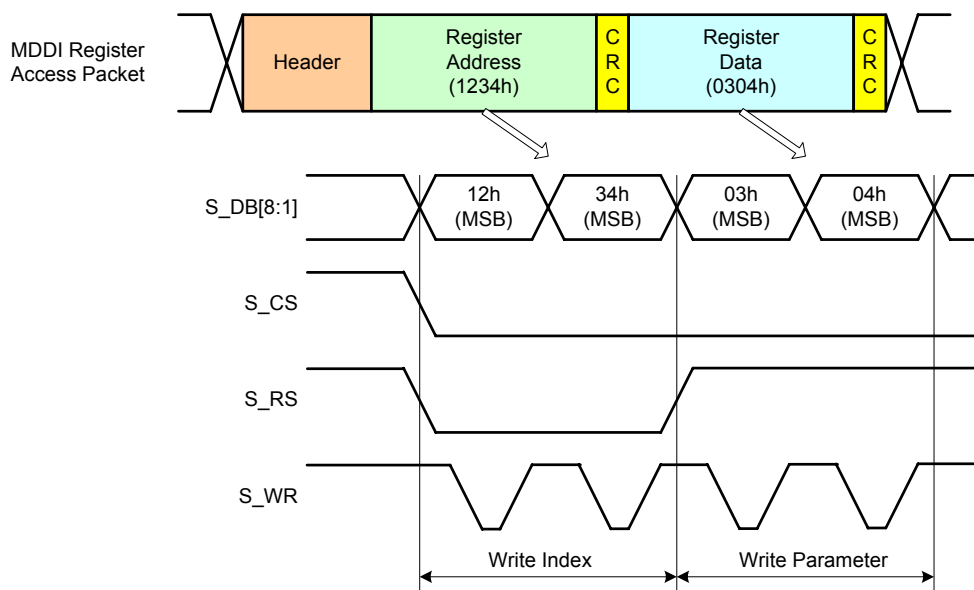 MDDI Register
Access Packet
Header
Register
Address
(1234h)
C
R
C
Register
Data
(0304h)
C
R
C
S_DB[8:1]
12h
(MSB)
34h
(MSB)
03h
(MSB)
04h
(MSB)
S_CS
S_RS
S_WR
Write Index
Write Parameter